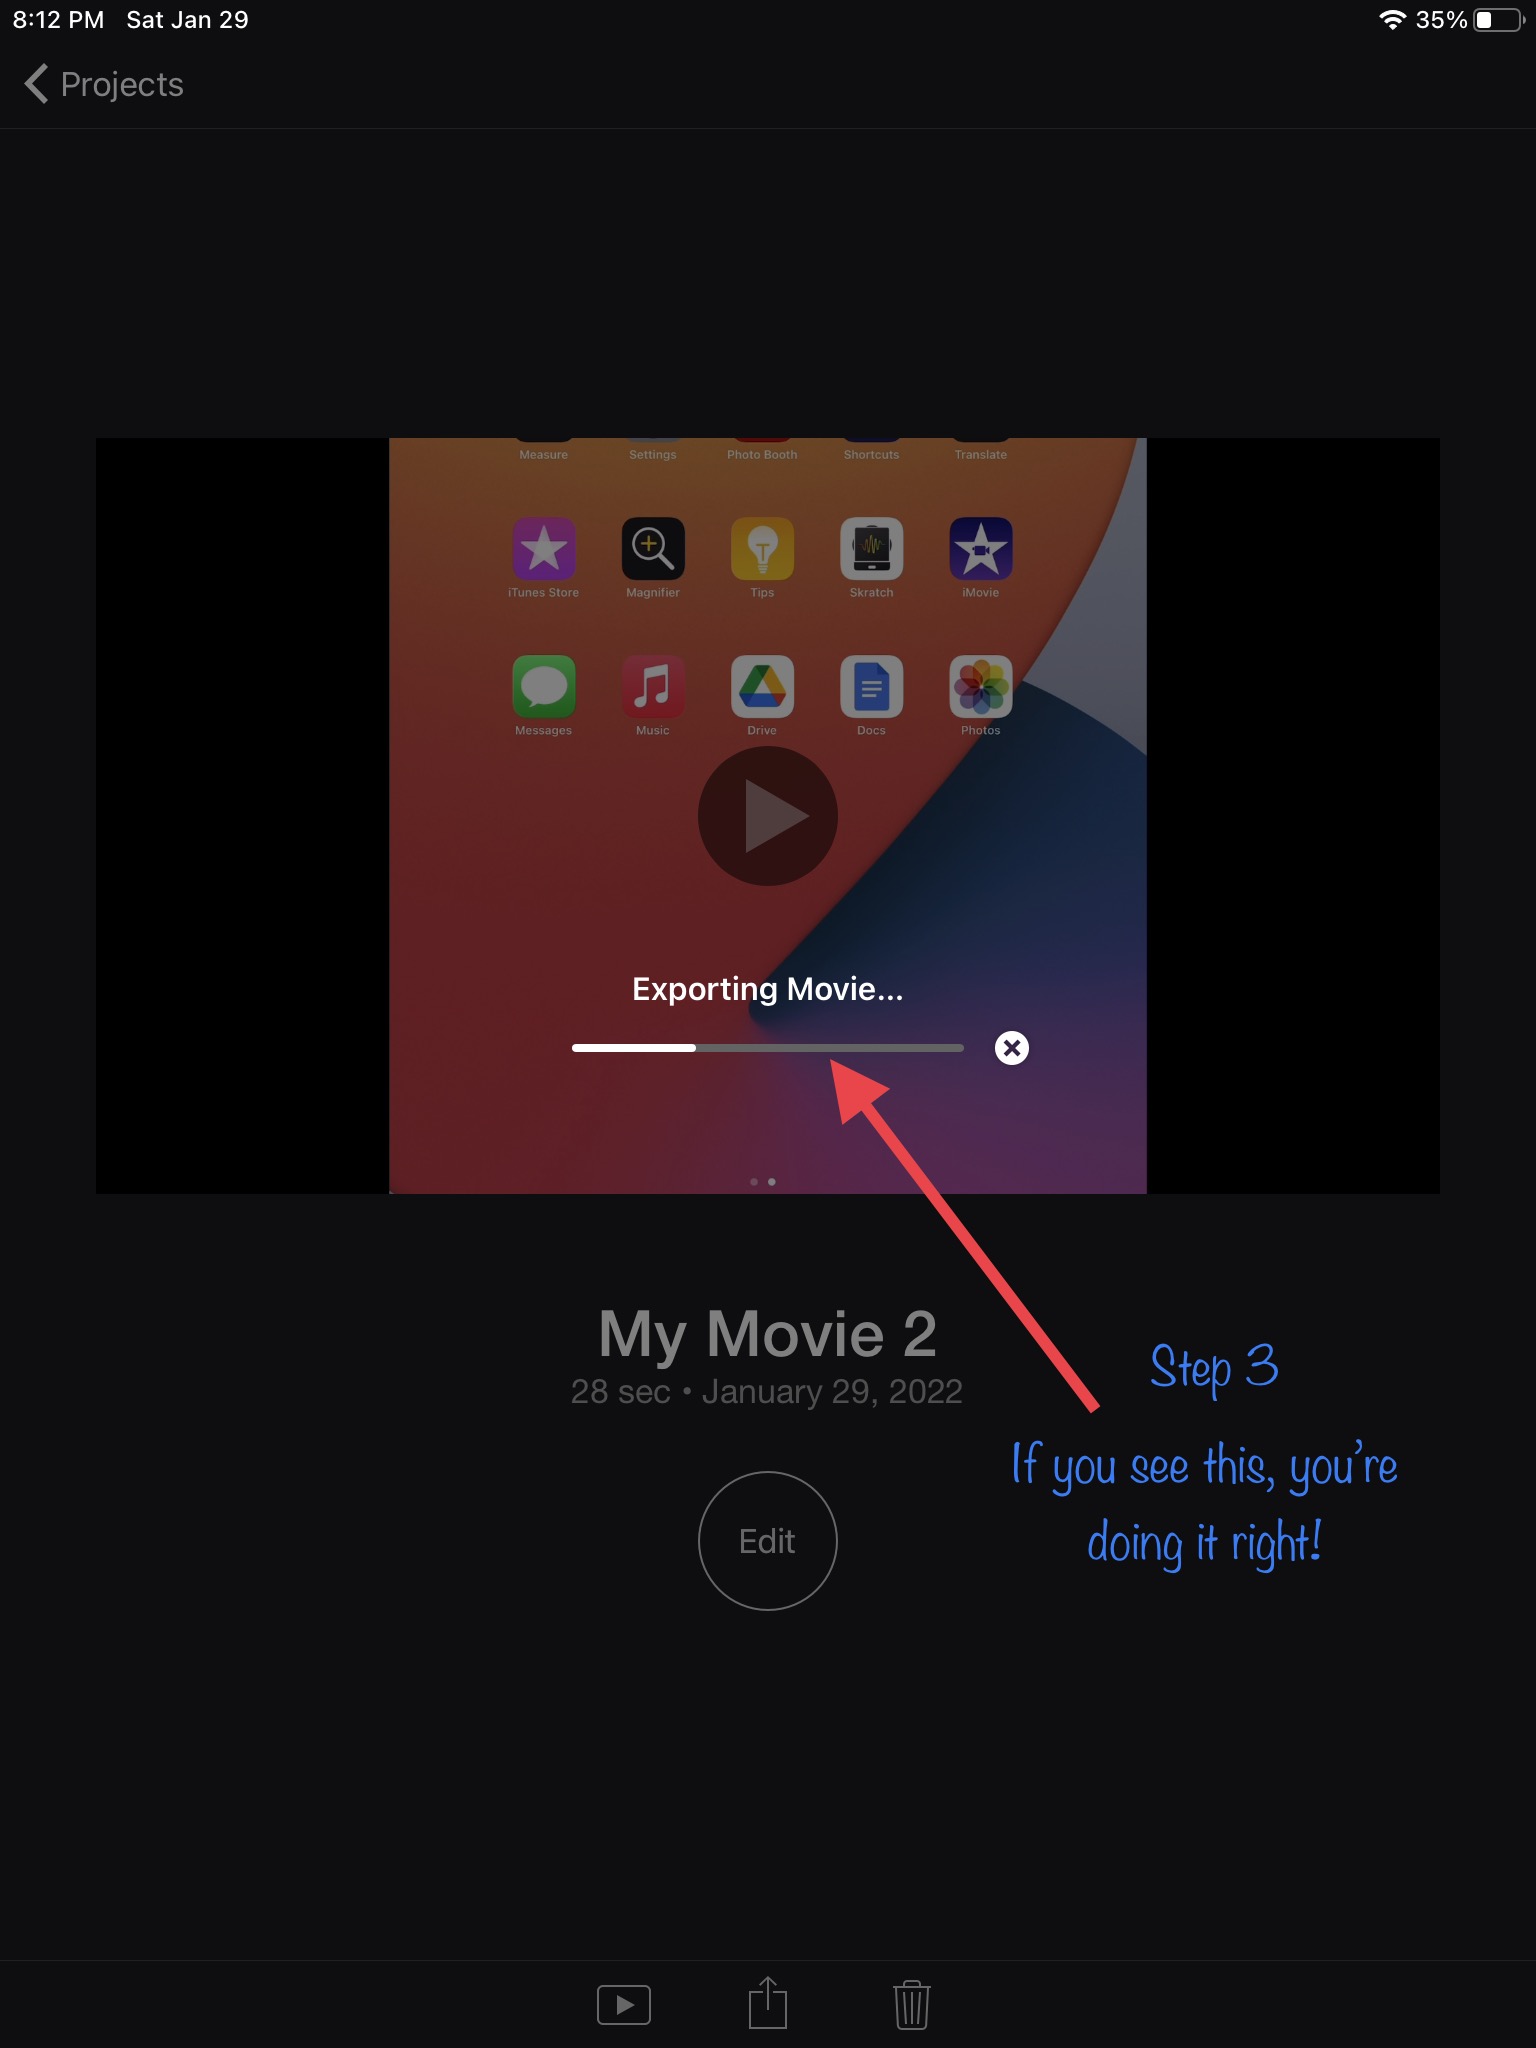 8:12 PM Sat Jan 29 35%
Projects
Measure Settings Photo Booth Shortcuts Translate
iTunes Store Magnifier Tips Skratch iMovie
Messages Music Drive Docs Photos
Exporting Movie...
My Movie 2
28 sec • January 29, 2022
Step 3
If you see this, you're
doing it right!
Edit